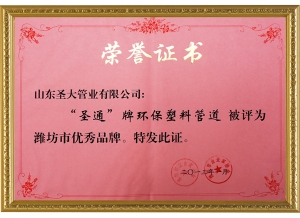 荣誉证书
山东圣大管业有限公司：
“圣通”牌环保塑料管道 被评为
潍坊市优秀品牌。特发此证。